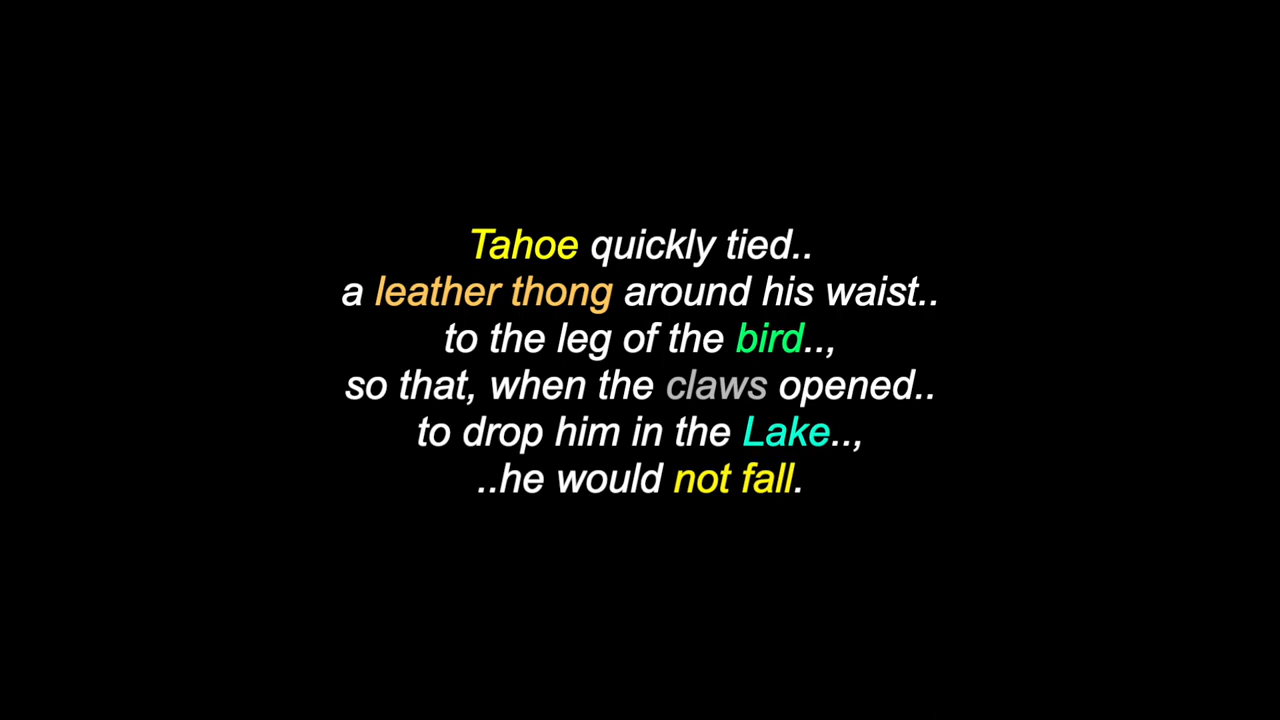 Tahoe quickly tied..
a leather thong around his waist..
to the leg of the bird..,
so that, when the claws opened..
to drop him in the Lake..,
..he would not fall.